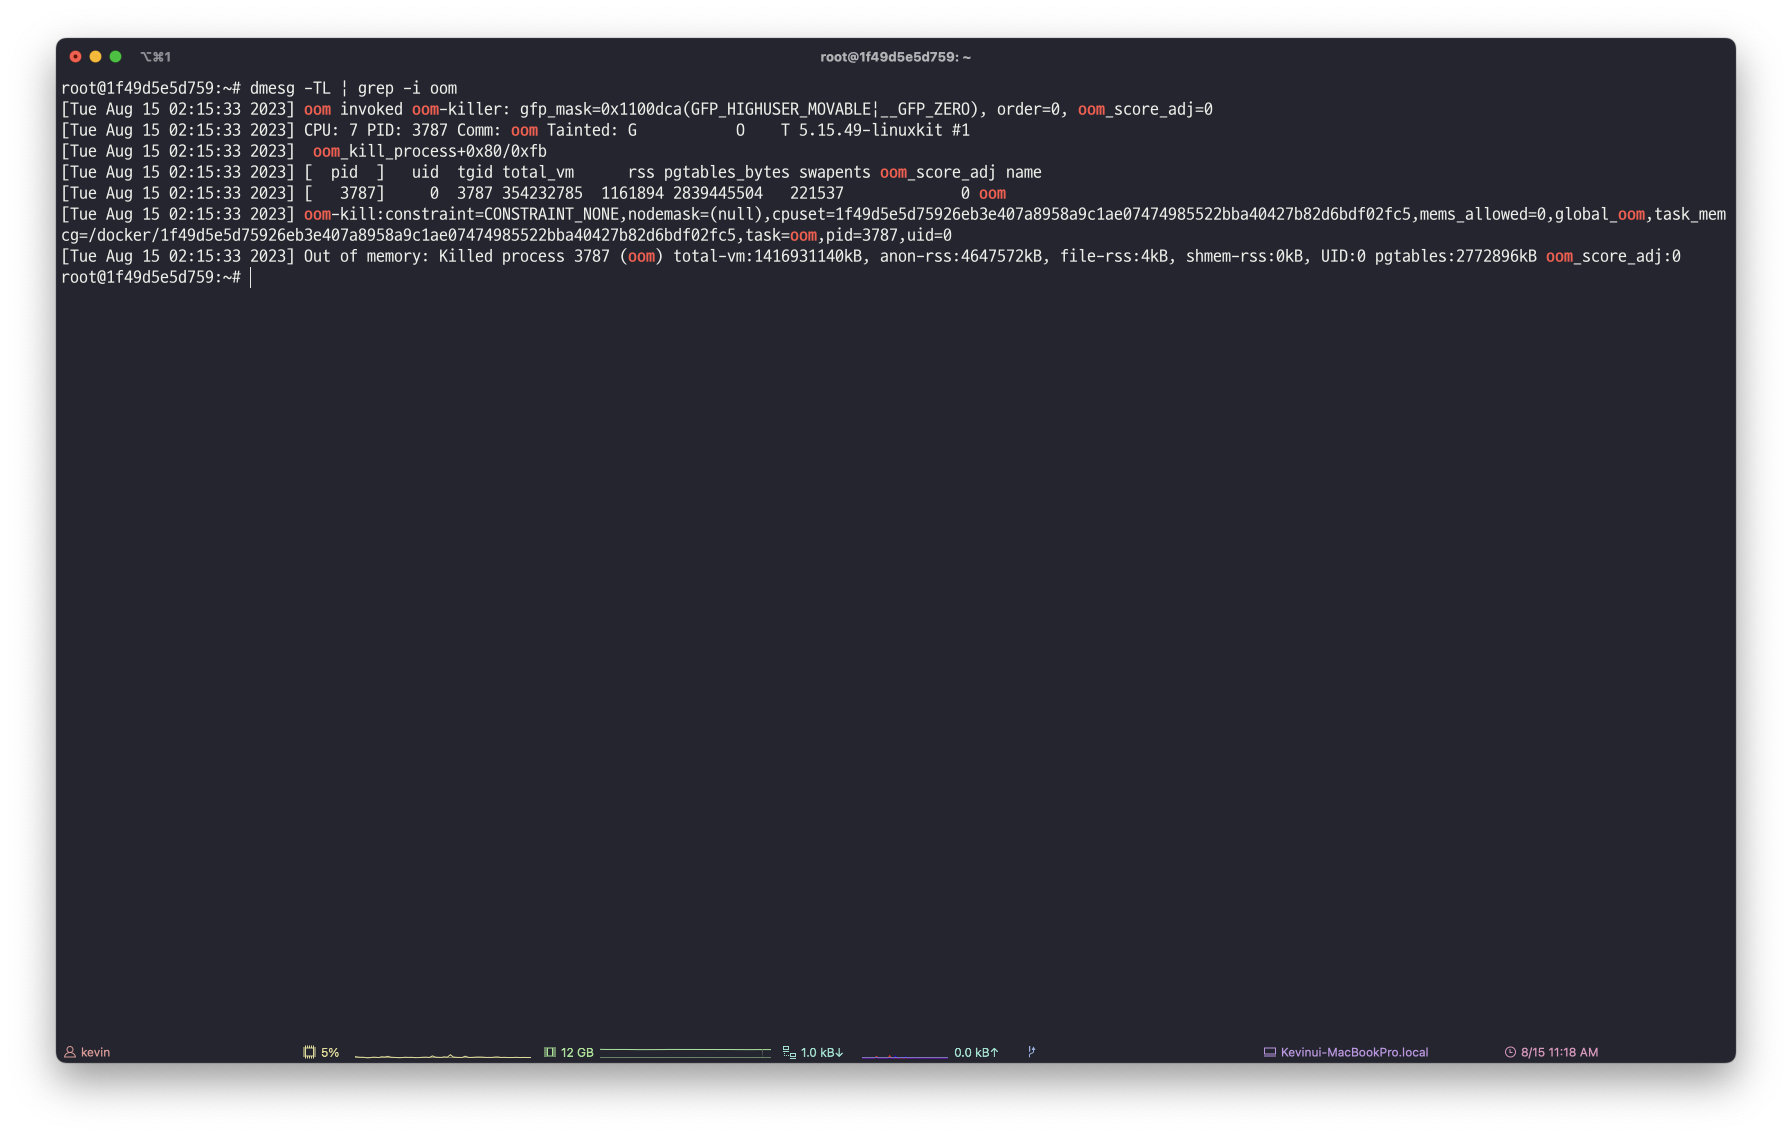 ⌥⌘1
root@1f49d5e5d759: ~
root@1f49d5e5d759:~# dmesg -TL ¦ grep -i oom
[Tue Aug 15 02:15:33 2023] oom invoked oom-killer: gfp_mask=0x1100dca(GFP_HIGHUSER_MOVABLE¦__GFP_ZERO), order=0, oom_score_adj=0
[Tue Aug 15 02:15:33 2023] CPU: 7 PID: 3787 Comm: oom Tainted: G           O    T 5.15.49-linuxkit #1
[Tue Aug 15 02:15:33 2023]  oom_kill_process+0x80/0xfb
[Tue Aug 15 02:15:33 2023] [  pid  ]   uid  tgid total_vm      rss pgtables_bytes swapents oom_score_adj name
[Tue Aug 15 02:15:33 2023] [   3787]     0  3787 354232785  1161894 2839445504   221537             0 oom
[Tue Aug 15 02:15:33 2023] oom-kill:constraint=CONSTRAINT_NONE,nodemask=(null),cpuset=1f49d5e5d75926eb3e407a8958a9c1ae07474985522bba40427b82d6bdf02fc5,mems_allowed=0,global_oom,task_mem
cg=/docker/1f49d5e5d75926eb3e407a8958a9c1ae07474985522bba40427b82d6bdf02fc5,task=oom,pid=3787,uid=0
[Tue Aug 15 02:15:33 2023] Out of memory: Killed process 3787 (oom) total-vm:1416931140kB, anon-rss:4647572kB, file-rss:4kB, shmem-rss:0kB, UID:0 pgtables:2772896kB oom_score_adj:0
root@1f49d5e5d759:~#
kevin 5% 12 GB 1.0 kB↓ 0.0 kB↑ Kevinui-MacBookPro.local 8/15 11:18 AM